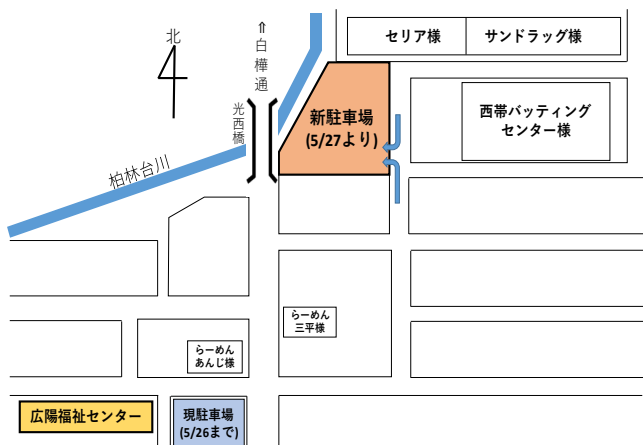 北
⇑白樺通
光西橋
柏林台川
セリア様
サンドラッグ様
新駐車場
(5/27より)
西帯バッティング
センター様
らーめん
三平様
らーめん
あんじ様
広陽福祉センター
現駐車場
(5/26まで)